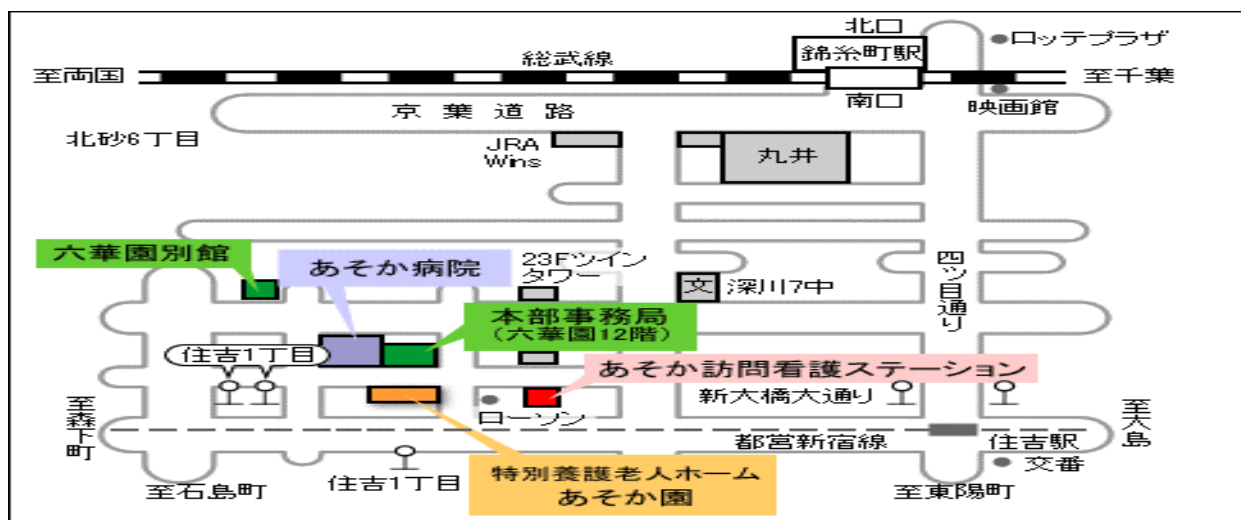 北口
ロッテプラザ
錦糸町駅
総武線
至両国
至千葉
南口
映画館
京葉道路
北砂6丁目
JRA
Wins
丸井
六華園別館
あそか病院
23Fツイン
タワー
四ッ目通り
文
深川7中
本部事務局
(六華園12階)
住吉1丁目
あそか訪問看護ステーション
新大橋大通り
至森下町
ローソン
至大島
都営新宿線
住吉駅
交番
特別養護老人ホーム
あそか園
至石島町
住吉1丁目
至東陽町